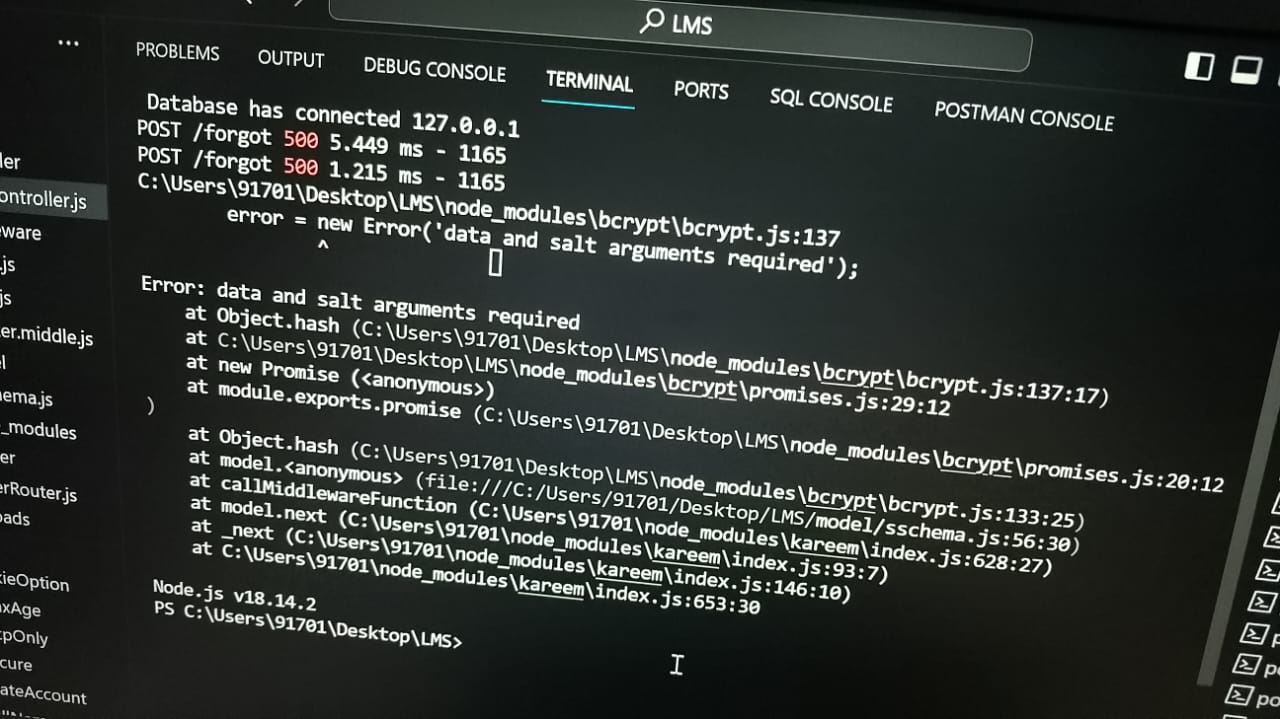 LMS
...
PROBLEMS OUTPUT DEBUG CONSOLE TERMINAL PORTS SQL CONSOLE POSTMAN CONSOLE
Database has connected 127.0.0.1
POST /forgot 500 5.449 ms - 1165
POST /forgot 500 1.215 ms - 1165
C:\Users\91701\Desktop\LMS\node_modules\bcrypt\bcrypt.js:137
error = new Error('data and salt arguments required');
^
Error: data and salt arguments required
at Object.hash (C:\Users\91701\Desktop\LMS\node_modules\bcrypt\bcrypt.js:137:17)
at C:\Users\91701\Desktop\LMS\node_modules\bcrypt\promises.js:29:12
at new Promise (<anonymous>)
at module.exports.promise (C:\Users\91701\Desktop\LMS\node_modules\bcrypt\promises.js:20:12
)
at Object.hash (C:\Users\91701\Desktop\LMS\node_modules\bcrypt\bcrypt.js:133:25)
at model.<anonymous> (file:///C:/Users/91701/Desktop/LMS/model/sschema.js:56:30)
at callMiddlewareFunction (C:\Users\91701\node_modules\kareem\index.js:628:27)
at model.next (C:\Users\91701\node_modules\kareem\index.js:93:7)
at _next (C:\Users\91701\node_modules\kareem\index.js:146:10)
at C:\Users\91701\node_modules\kareem\index.js:653:30
Node.js v18.14.2
PS C:\Users\91701\Desktop\LMS>
ler
ontroller.js
ware
.js
js
er.middle.js
el
ema.js
_modules
er
erRouter.js
oads
kieOption
axAge
tpOnly
cure
ateAccount
p
po
po